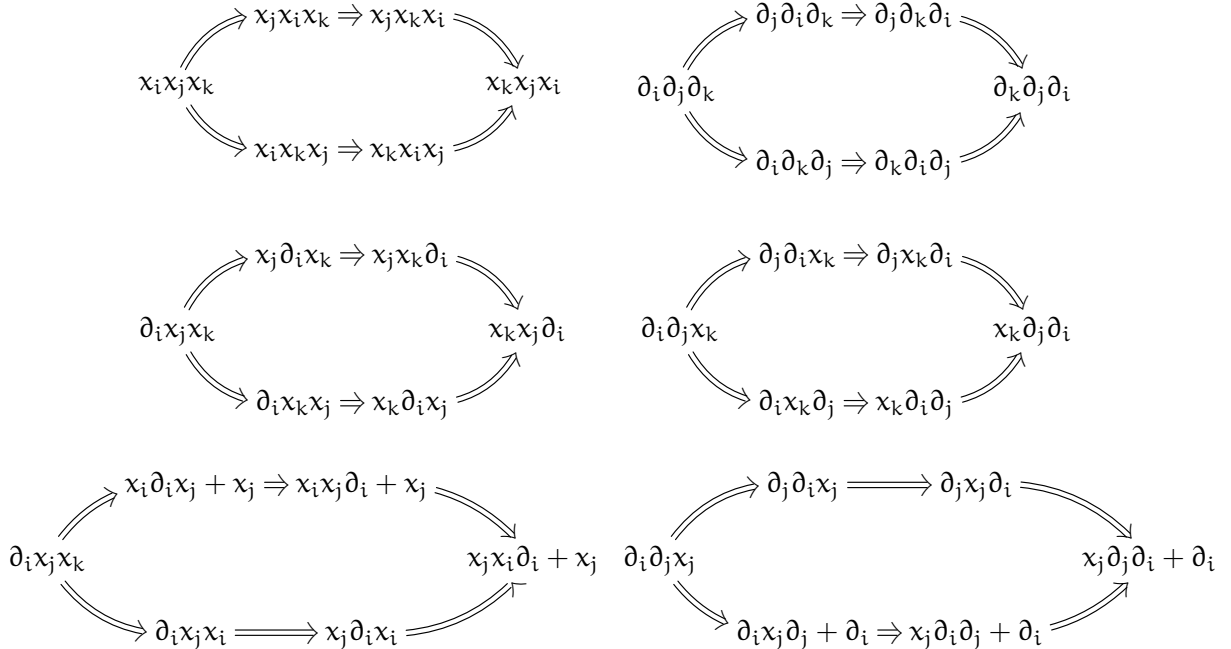 x_j x_i x_k ⇒ x_j x_k x_i
x_i x_j x_k
x_k x_j x_i
x_i x_k x_j ⇒ x_k x_i x_j
∂_j ∂_i ∂_k ⇒ ∂_j ∂_k ∂_i
∂_i ∂_j ∂_k
∂_k ∂_j ∂_i
∂_i ∂_k ∂_j ⇒ ∂_k ∂_i ∂_j
x_j ∂_i x_k ⇒ x_j x_k ∂_i
∂_i x_j x_k
x_k x_j ∂_i
∂_i x_k x_j ⇒ x_k ∂_i x_j
∂_j ∂_i x_k ⇒ ∂_j x_k ∂_i
∂_i ∂_j x_k
x_k ∂_j ∂_i
∂_i x_k ∂_j ⇒ x_k ∂_i ∂_j
x_i ∂_i x_j + x_j ⇒ x_i x_j ∂_i + x_j
∂_i x_j x_k
x_j x_i ∂_i + x_j
∂_i x_j x_i ⇒ x_j ∂_i x_i
∂_j ∂_i x_j ⇒ ∂_j x_j ∂_i
∂_i ∂_j x_j
x_j ∂_j ∂_i + ∂_i
∂_i x_j ∂_j + ∂_i ⇒ x_j ∂_i ∂_j + ∂_i